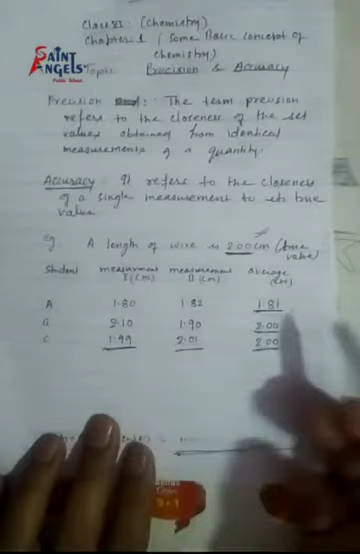 Class XI: (Chemistry)
Chapter 1 (Some Basic concept of
Chemistry)
SAINT
ANGELS
Public School
Topic Precision & Accuracy
Precision : The term precision
refers to the closeness of the set
values obtained from identical
measurements of a quantity.
Accuracy: It refers to the closeness
of a single measurement to its true
value
eg. A length of wire is 2.00 cm (true
value)
Student measurement measurement average
I (cm) II (cm) (cm)
A 1.80 1.82 1.81
B 2.10 1.90 2.00
C 1.99 2.01 2.00